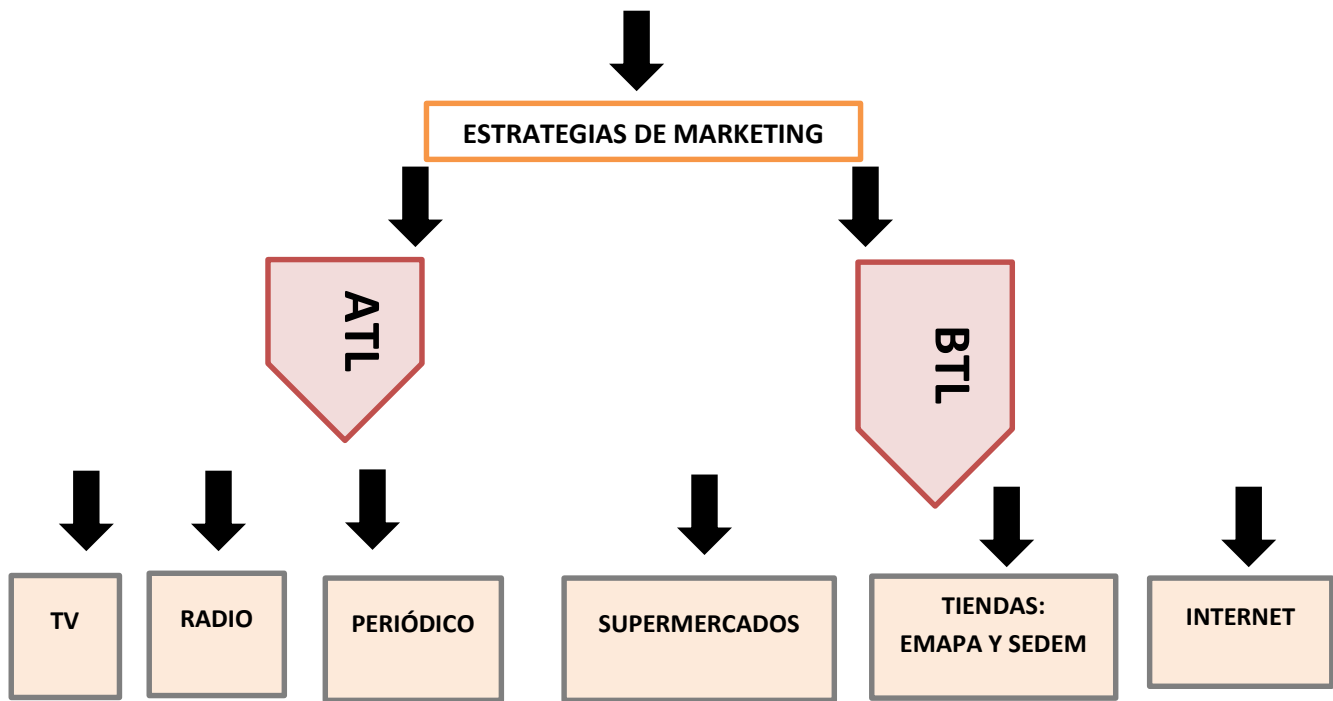 ESTRATEGIAS DE MARKETING
ATL
BTL
TV
RADIO
PERIÓDICO
SUPERMERCADOS
TIENDAS:
EMAPA Y SEDEM
INTERNET